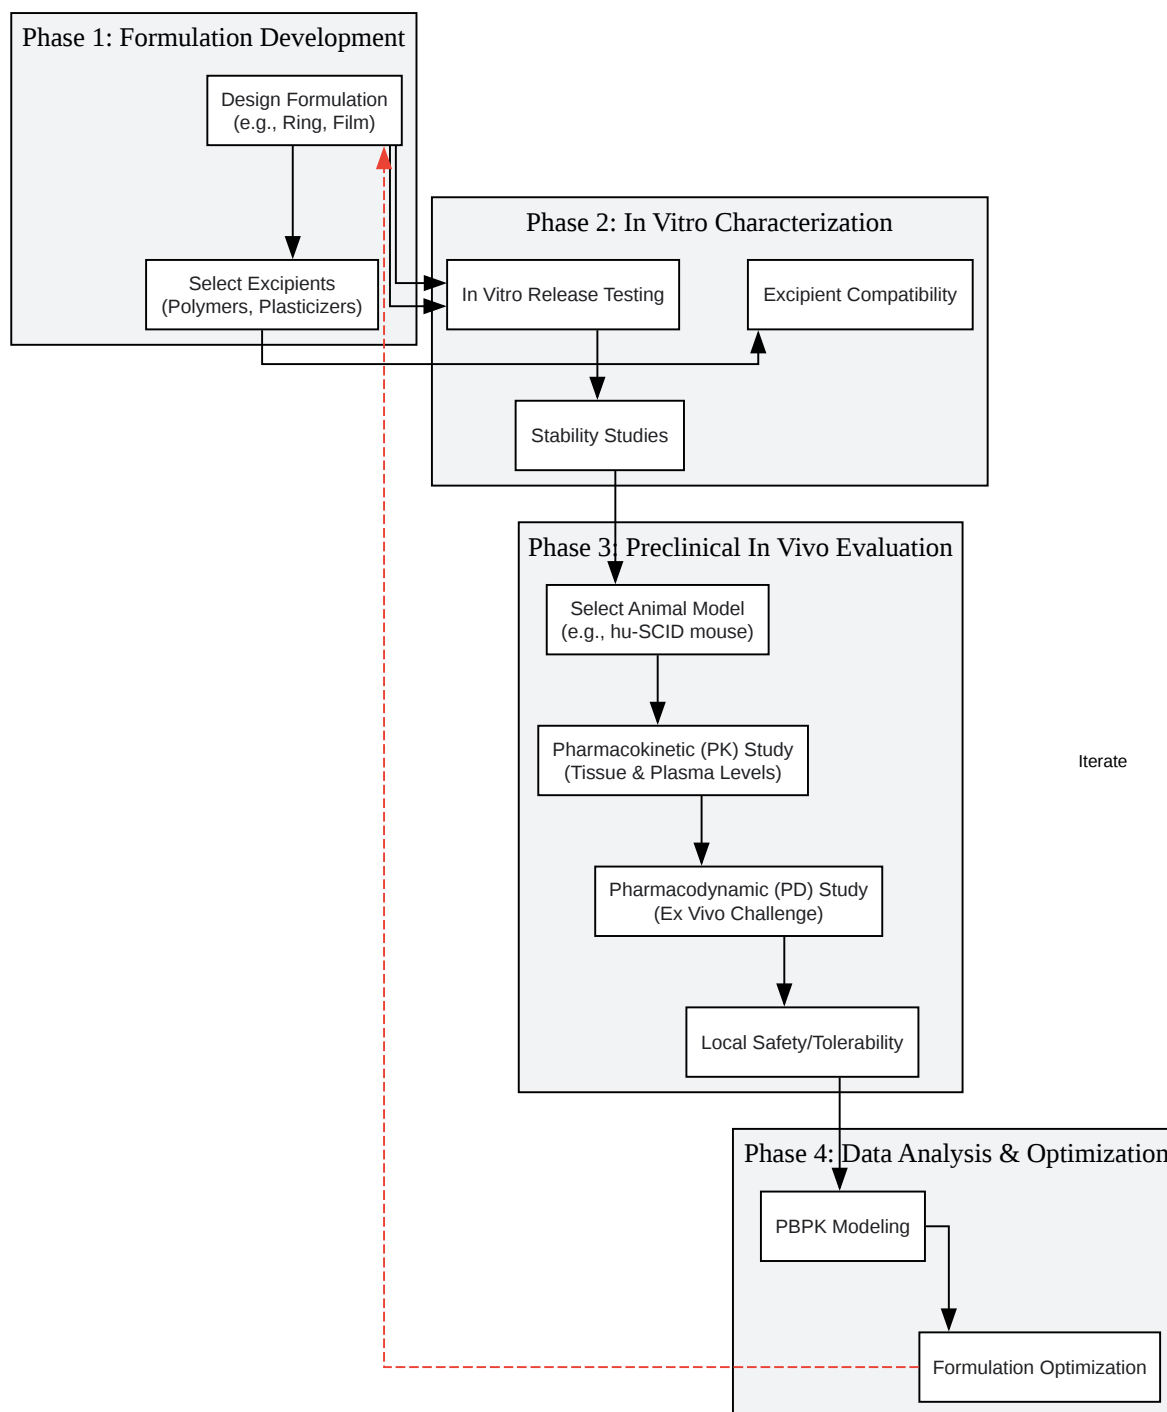 Phase 1: Formulation Development
Design Formulation
(e.g., Ring, Film)
Select Excipients
(Polymers, Plasticizers)
Phase 2: In Vitro Characterization
In Vitro Release Testing
Excipient Compatibility
Stability Studies
Phase 3: Preclinical In Vivo Evaluation
Select Animal Model
(e.g., hu-SCID mouse)
Pharmacokinetic (PK) Study
(Tissue & Plasma Levels)
Iterate
Pharmacodynamic (PD) Study
(Ex Vivo Challenge)
Local Safety/Tolerability
Phase 4: Data Analysis & Optimization
PBPK Modeling
Formulation Optimization